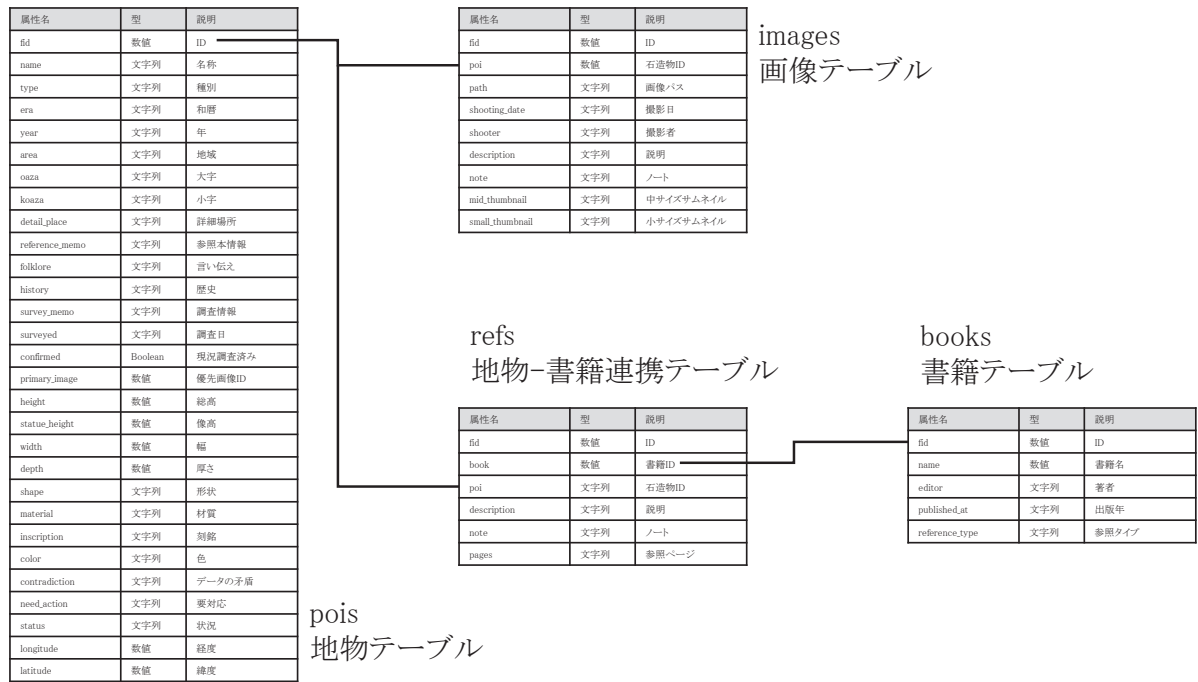 属性名 型 説明
fid 数値 ID
name 文字列 名称
type 文字列 種別
era 文字列 和暦
year 文字列 年
area 文字列 地域
oaza 文字列 大字
koaza 文字列 小字
detail_place 文字列 詳細場所
reference_memo 文字列 参照本情報
folklore 文字列 言い伝え
history 文字列 歴史
survey_memo 文字列 調査情報
surveyed 文字列 調査日
confirmed Boolean 現況調査済み
primary_image 数値 優先画像ID
height 数値 総高
statue_height 数値 像高
width 数値 幅
depth 数値 厚さ
shape 文字列 形状
material 文字列 材質
inscription 文字列 刻銘
color 文字列 色
contradiction 文字列 データの矛盾
need_action 文字列 要対応
status 文字列 状況
longitude 数値 経度
latitude 数値 緯度
pois
地物テーブル
属性名 型 説明
fid 数値 ID
poi 数値 石造物ID
path 文字列 画像パス
shooting_date 文字列 撮影日
shooter 文字列 撮影者
description 文字列 説明
note 文字列 ノート
mid_thumbnail 文字列 中サイズサムネイル
small_thumbnail 文字列 小サイズサムネイル
images
画像テーブル
refs
地物-書籍連携テーブル
属性名 型 説明
fid 数値 ID
book 数値 書籍ID
poi 文字列 石造物ID
description 文字列 説明
note 文字列 ノート
pages 文字列 参照ページ
books
書籍テーブル
属性名 型 説明
fid 数値 ID
name 数値 書籍名
editor 文字列 著者
published_at 文字列 出版年
reference_type 文字列 参照タイプ